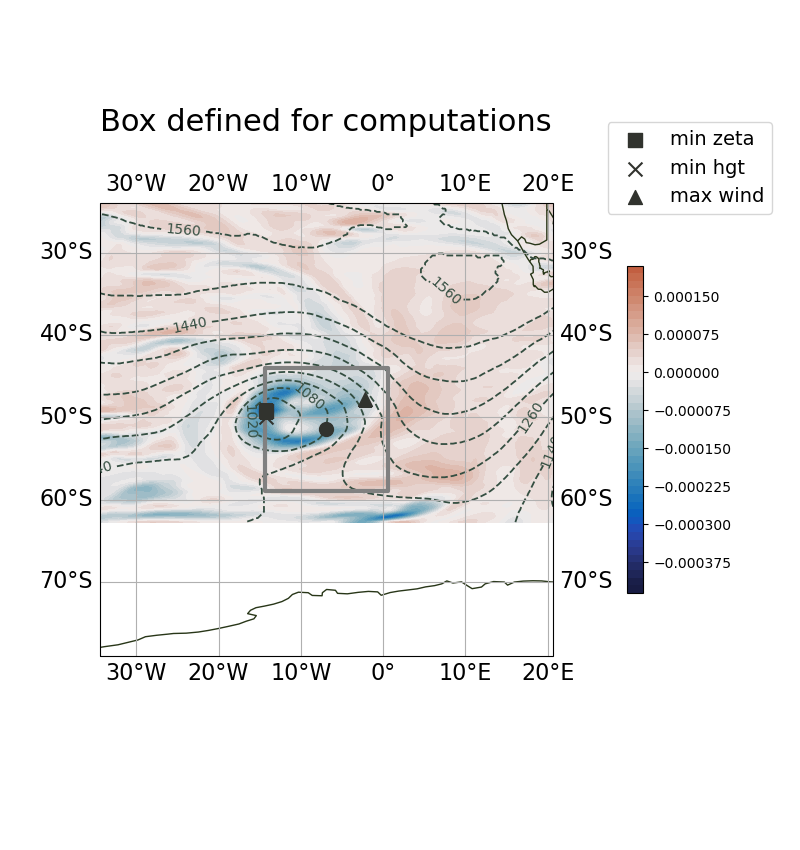 Box defined for computations
min zeta
min hgt
max wind
30°W 20°W 10°W 0° 10°E 20°E
1560
30°S 30°S
1560
0.000150
1440
40°S 40°S
0.000075
0.000000
1080
50°S 50°S
1020
1260
−0.000075
−0.000150
60°S 60°S
−0.000225
−0.000300
−0.000375
70°S 70°S
30°W 20°W 10°W 0° 10°E 20°E